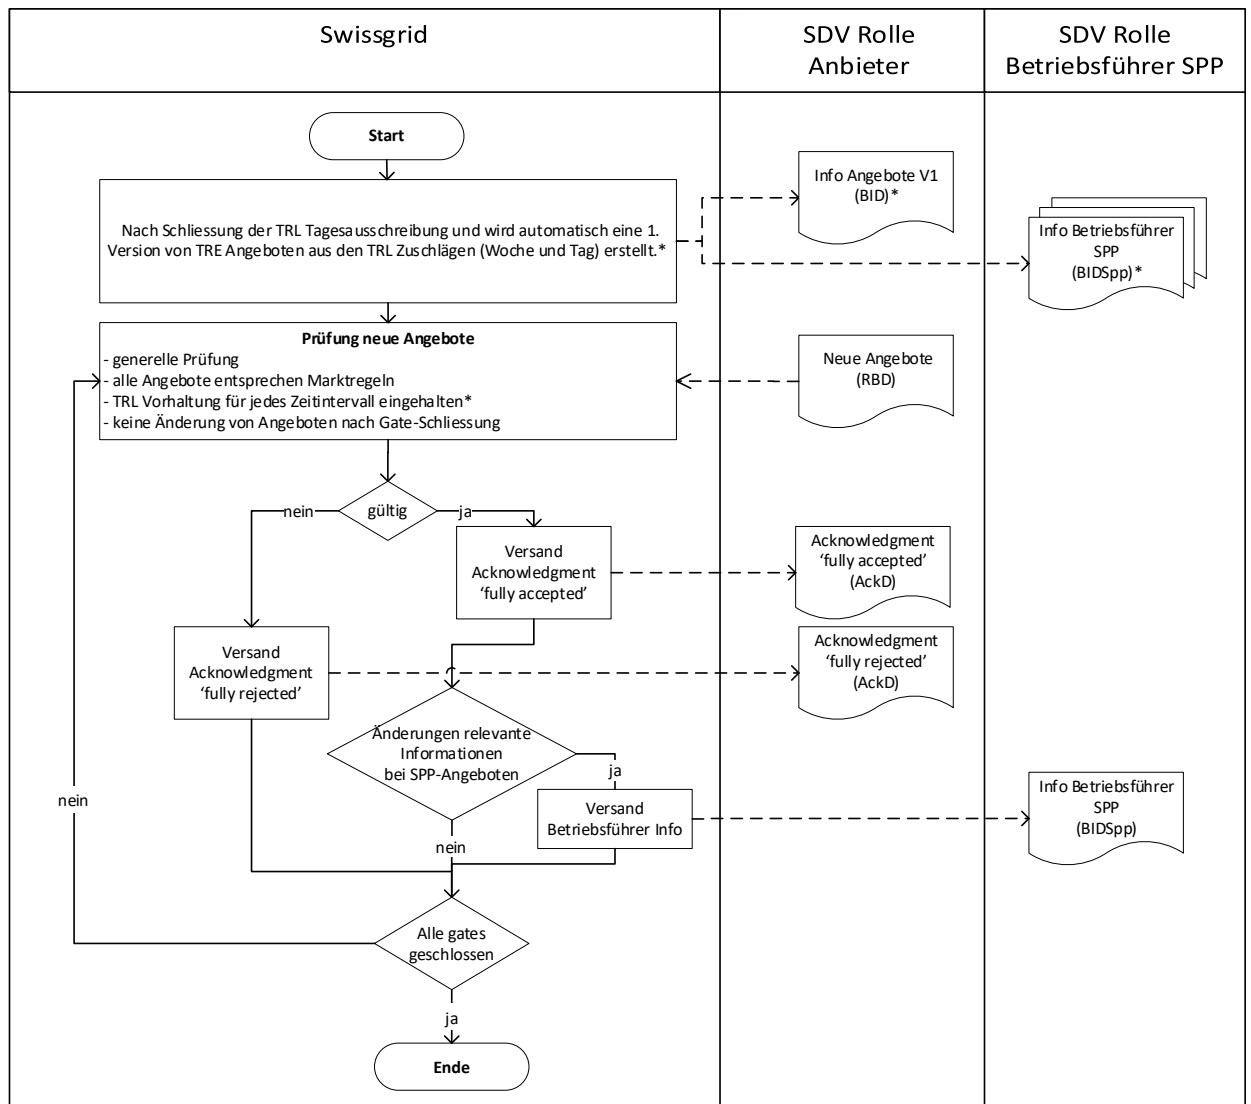 Swissgrid
SDV Rolle
Anbieter
SDV Rolle
Betriebsführer SPP
Start
Nach Schliessung der TRL Tagesausschreibung und wird automatisch eine 1.
Version von TRE Angeboten aus den TRL Zuschlägen (Woche und Tag) erstellt.*
Info Angebote V1
(BID)*
Info Betriebsführer
SPP
(BIDSpp)*
Prüfung neue Angebote
- generelle Prüfung
- alle Angebote entsprechen Marktregeln
- TRL Vorhaltung für jedes Zeitintervall eingehalten*
- keine Änderung von Angeboten nach Gate-Schliessung
Neue Angebote
(RBD)
gültig
nein
ja
Versand
Acknowledgment
‘fully accepted’
Acknowledgment
‘fully accepted’
(AckD)
Versand
Acknowledgment
‘fully rejected’
Acknowledgment
‘fully rejected’
(AckD)
Änderungen relevante
Informationen
bei SPP-Angeboten
ja
Versand
Betriebsführer Info
Info Betriebsführer
SPP
(BIDSpp)
nein
nein
Alle gates
geschlossen
ja
Ende